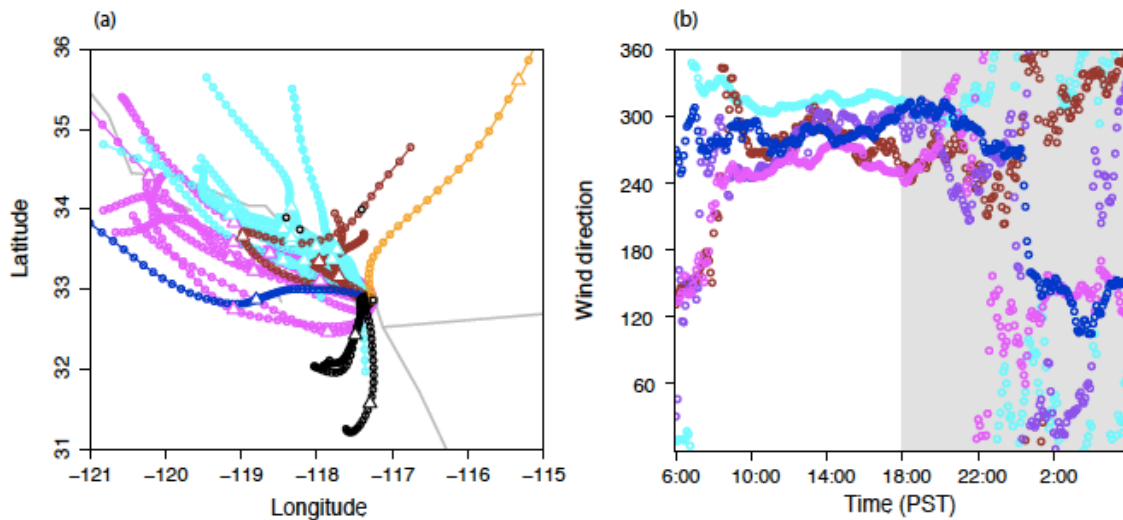 (a)
36
35
34
33
32
31
Latitude
−121 −120 −119 −118 −117 −116 −115
Longitude
(b)
360
300
240
180
120
60
Wind direction
6:00 10:00 14:00 18:00 22:00 2:00
Time (PST)